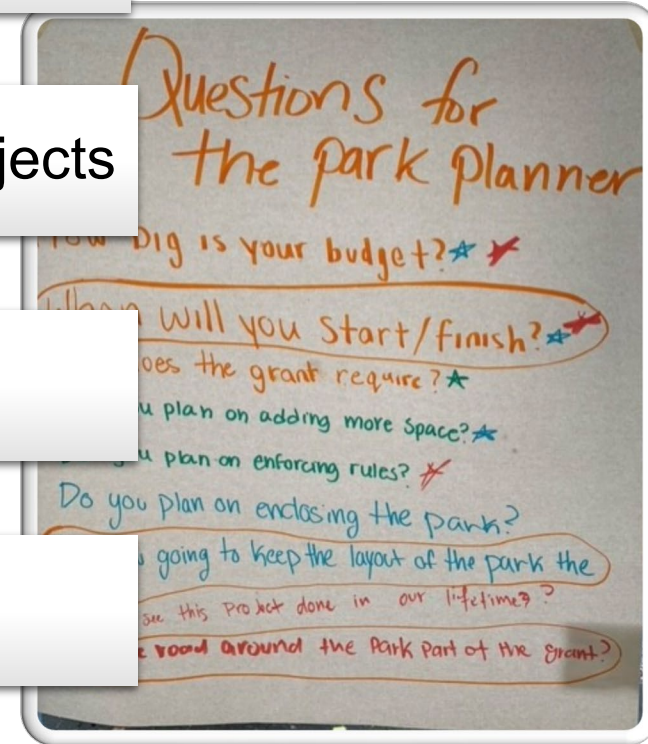 jects
Questions for
the park planner
How big is your budget?
When will you start/finish?
oes the grant require?
u plan on adding more space?
u plan on enforcing rules?
Do you plan on enclosing the park?
going to keep the layout of the park the
see this project done in our lifetime?
road around the park part of the grant?